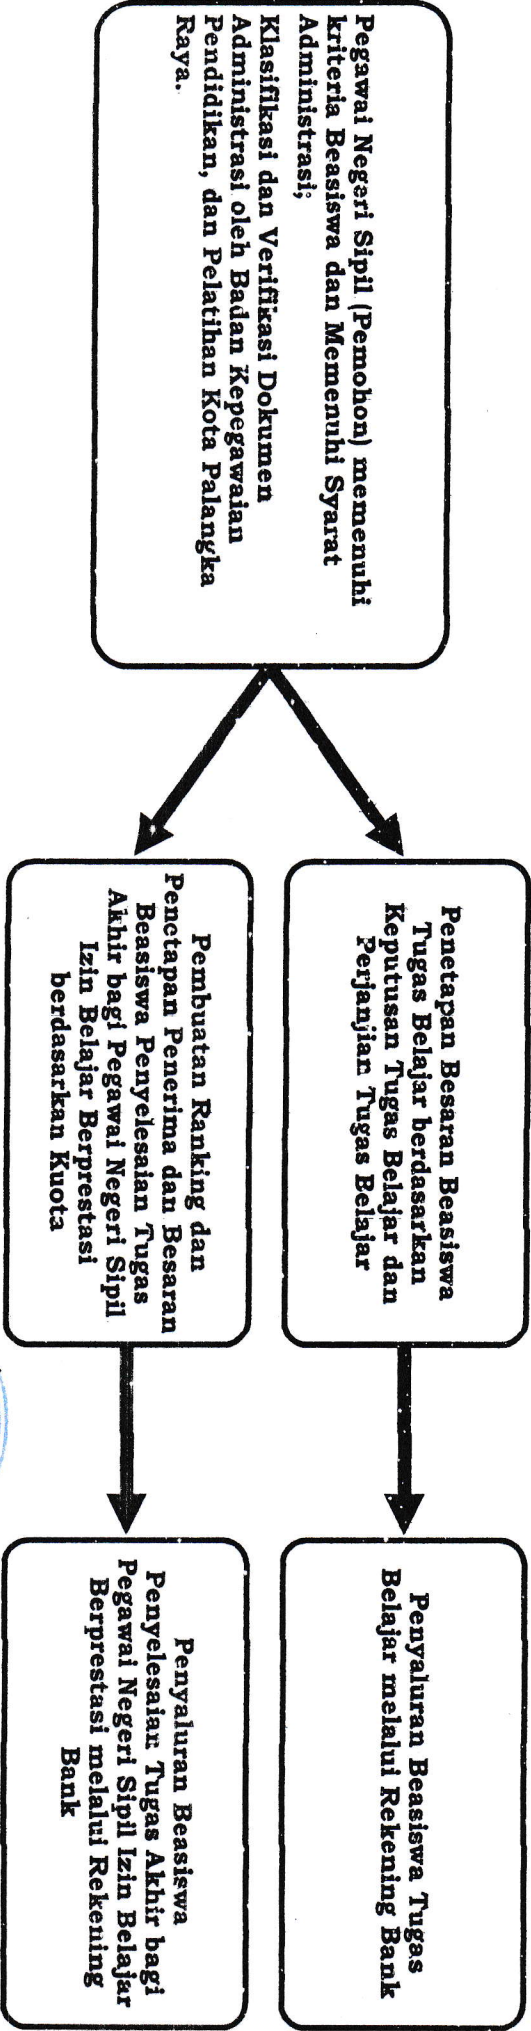 Pegawai Negeri Sipil (Pemohon) memenuhi
kriteria Beasiswa dan Memenuhi Syarat
Administrasi;
Klasifikasi dan Verifikasi Dokumen
Administrasi oleh Badan Kepegawaian
Pendidikan, dan Pelatihan Kota Palangka
Raya.
Penetapan Besaran Beasiswa
Tugas Belajar berdasarkan
Keputusan Tugas Belajar dan
Perjanjian Tugas Belajar
Penyaluran Beasiswa Tugas
Belajar melalui Rekening Bank
Pembuatan Ranking dan
Penetapan Penerima dan Besaran
Beasiswa Penyelesaian Tugas
Akhir bagi Pegawai Negeri Sipil
Izin Belajar Berprestasi
berdasarkan Kuota
Penyaluran Beasiswa
Penyelesaian Tugas Akhir bagi
Pegawai Negeri Sipil Izin Belajar
Berprestasi melalui Rekening
Bank